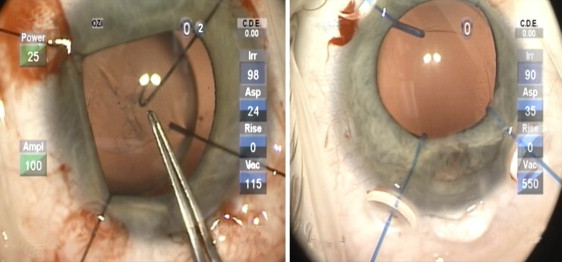 OZil
0 2
C.D.E
0.00
Power
25
Irr
98
Asp
24
Rise
0
Ampl
100
Vac
115
0
C.D.E.
0.00
Irr
90
Asp
35
Rise
0
Vac
550